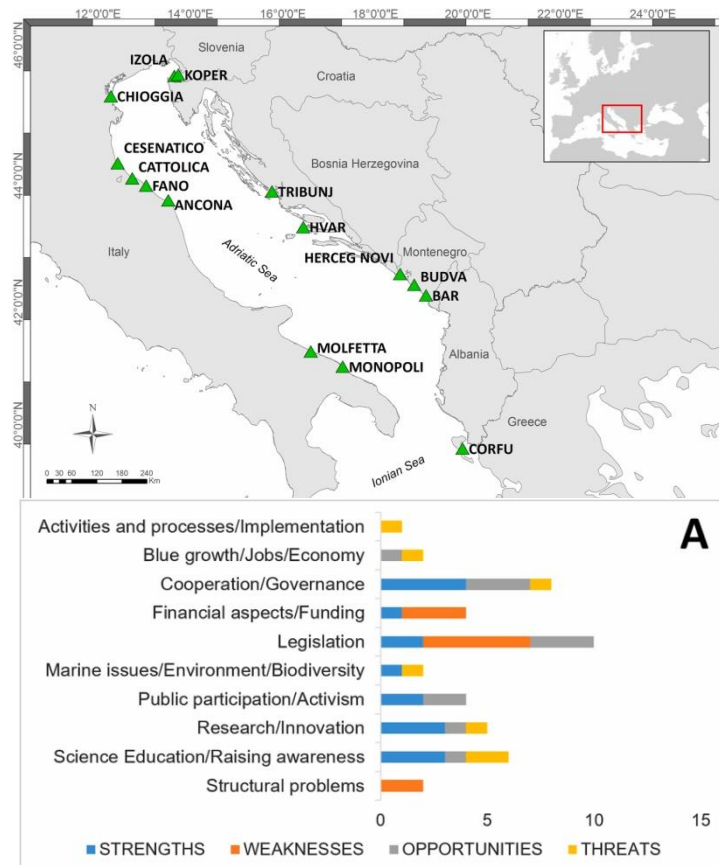 12°0'0"E 14°0'0"E 16°0'0"E 18°0'0"E 20°0'0"E 22°0'0"E 24°0'0"E
46°0'0"N
Slovenia
IZOLA
KOPER
Croatia
CHIOGGIA
Bosnia Herzegovina
CESENATICO
44°0'0"N
CATTOLICA
FANO
TRIBUNJ
ANCONA
HVAR
Montenegro
Italy
Adriatic Sea
HERCEG NOVI
BUDVA
BAR
42°0'0"N
MOLFETTA
Albania
MONOPOLI
Greece
40°0'0"N
N
CORFU
Ionian Sea
0 30 60 120 180 240
Km
A
Activities and processes/Implementation
Blue growth/Jobs/Economy
Cooperation/Governance
Financial aspects/Funding
Legislation
Marine issues/Environment/Biodiversity
Public participation/Activism
Research/Innovation
Science Education/Raising awareness
Structural problems
0 5 10 15
STRENGTHS WEAKNESSES OPPORTUNITIES THREATS